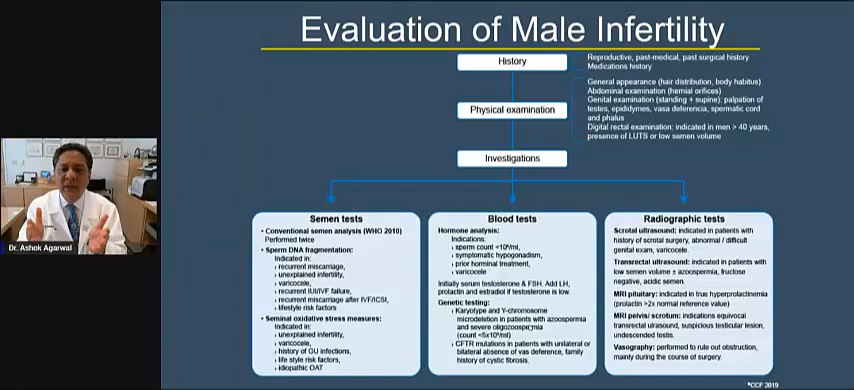 Evaluation of Male Infertility
History
Reproductive, past-medical, past surgical history
Medications history
Physical examination
General appearance (hair distribution, body habitus)
Abdominal examination (hernial orifices)
Genital examination (standing + supine): palpation of
testes, epididymes, vasa deferencia, spermatic cord
and phalus
Digital rectal examination: indicated in men > 40 years,
presence of LUTS or low semen volume
Investigations
Dr. Ashok Agarwal
Semen tests
• Conventional semen analysis (WHO 2010)
Performed twice
• Sperm DNA fragmentation:
Indicated in:
› recurrent miscarriage,
› unexplained infertility,
› varicocele,
› recurrent IUI/IVF failure,
› recurrent miscarriage after IVF/ICSI,
› lifestyle risk factors
• Seminal oxidative stress measures:
Indicated in:
› unexplained infertility,
› varicocele,
› history of GU infections,
› life style risk factors,
› idiopathic OAT
Blood tests
Hormone analysis:
Indications:
› sperm count <10⁶/ml,
› symptomatic hypogonadism,
› prior horminal treatment,
› varicocele
Initially serum testosterone & FSH. Add LH,
prolactin and estradiol if testosterone is low.
Genetic testing:
› Karyotype and Y-chromosome
microdeletion in patients with azoospermia
and severe oligozoospermia
(count <5x10⁶/ml)
› CFTR mutations in patients with unilateral or
bilateral absence of vas deference, family
history of cystic fibrosis.
Radiographic tests
Scrotal ultrasound: indicated in patients with
history of scrotal surgery, abnormal / difficult
genital exam, varicocele.
Transrectal ultrasound: indicated in patients with
low semen volume ± azospermia, fructose
negative, acidic semen.
MRI pituitary: indicated in true hyperprolactinemia
(prolactin >2x normal reference value)
MRI pelvis/ scrotum: indications equivocal
transrectal ulrasound, suspicious testicular lesion,
undescended testis.
Vasography: performed to rule out obstruction,
mainly during the course of surgery.
©CCF 2019